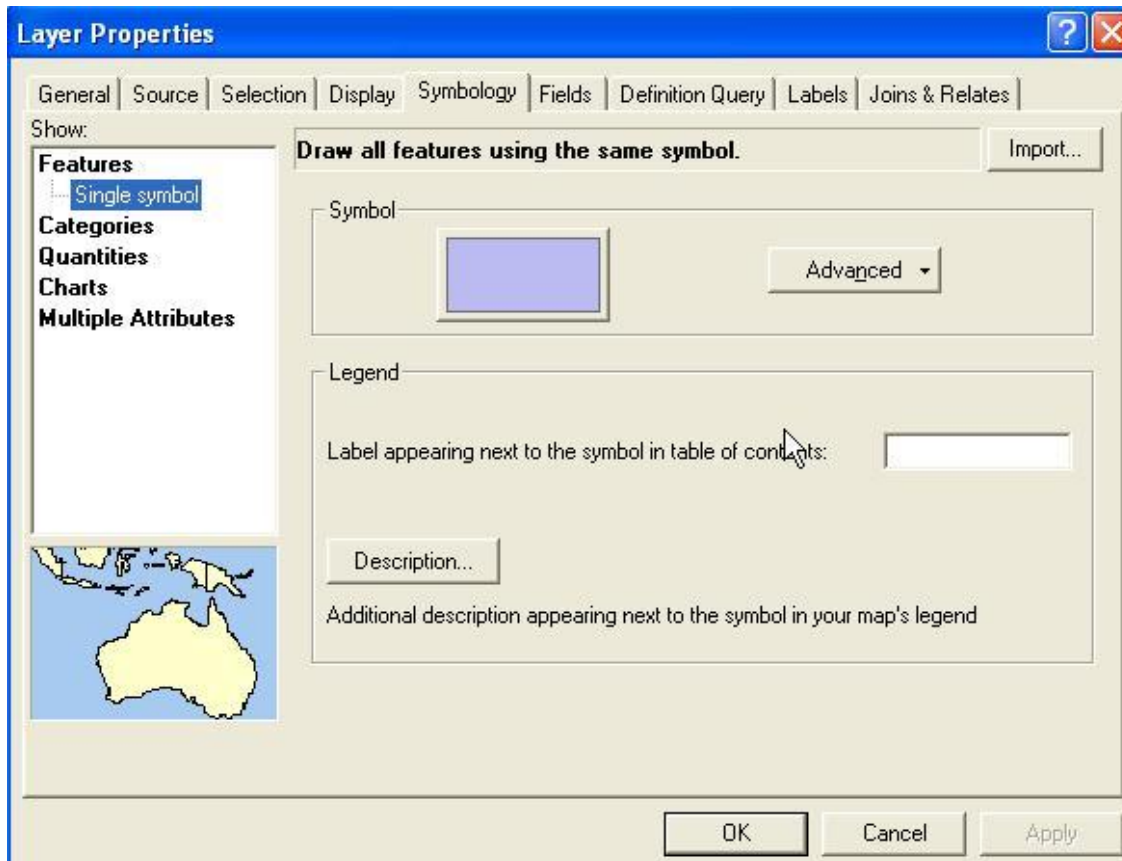 Layer Properties
General Source Selection Display Symbology Fields Definition Query Labels Joins & Relates
Show:
Features
Single symbol
Categories
Quantities
Charts
Multiple Attributes
Draw all features using the same symbol.
Import...
Symbol
Advanced
Legend
Label appearing next to the symbol in table of contents:
Description...
Additional description appearing next to the symbol in your map's legend
OK Cancel Apply